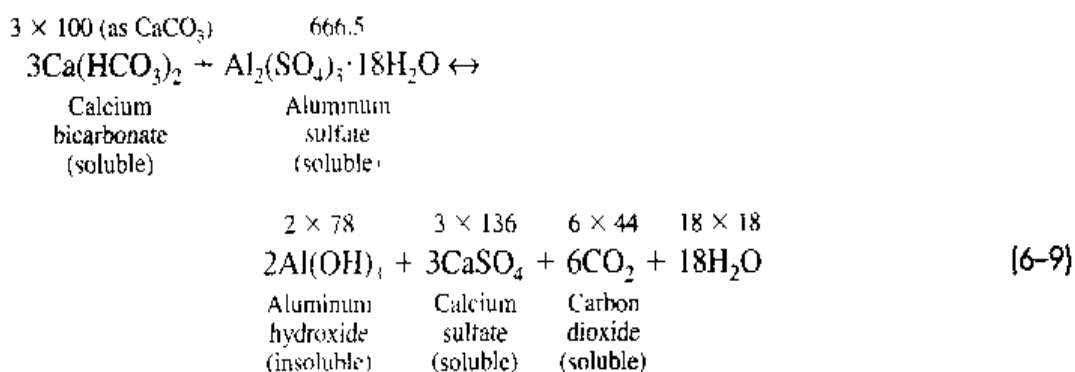 3 × 100 (as CaCO₃) 666.5
3Ca(HCO₃)₂ + Al₂(SO₄)₃·18H₂O ↔
Calcium Aluminum
bicarbonate sulfate
(soluble) (soluble)
2 × 78 3 × 136 6 × 44 18 × 18
2Al(OH)₃ + 3CaSO₄ + 6CO₂ + 18H₂O (6–9)
Aluminum Calcium Carbon
hydroxide sulfate dioxide
(insoluble) (soluble) (soluble)